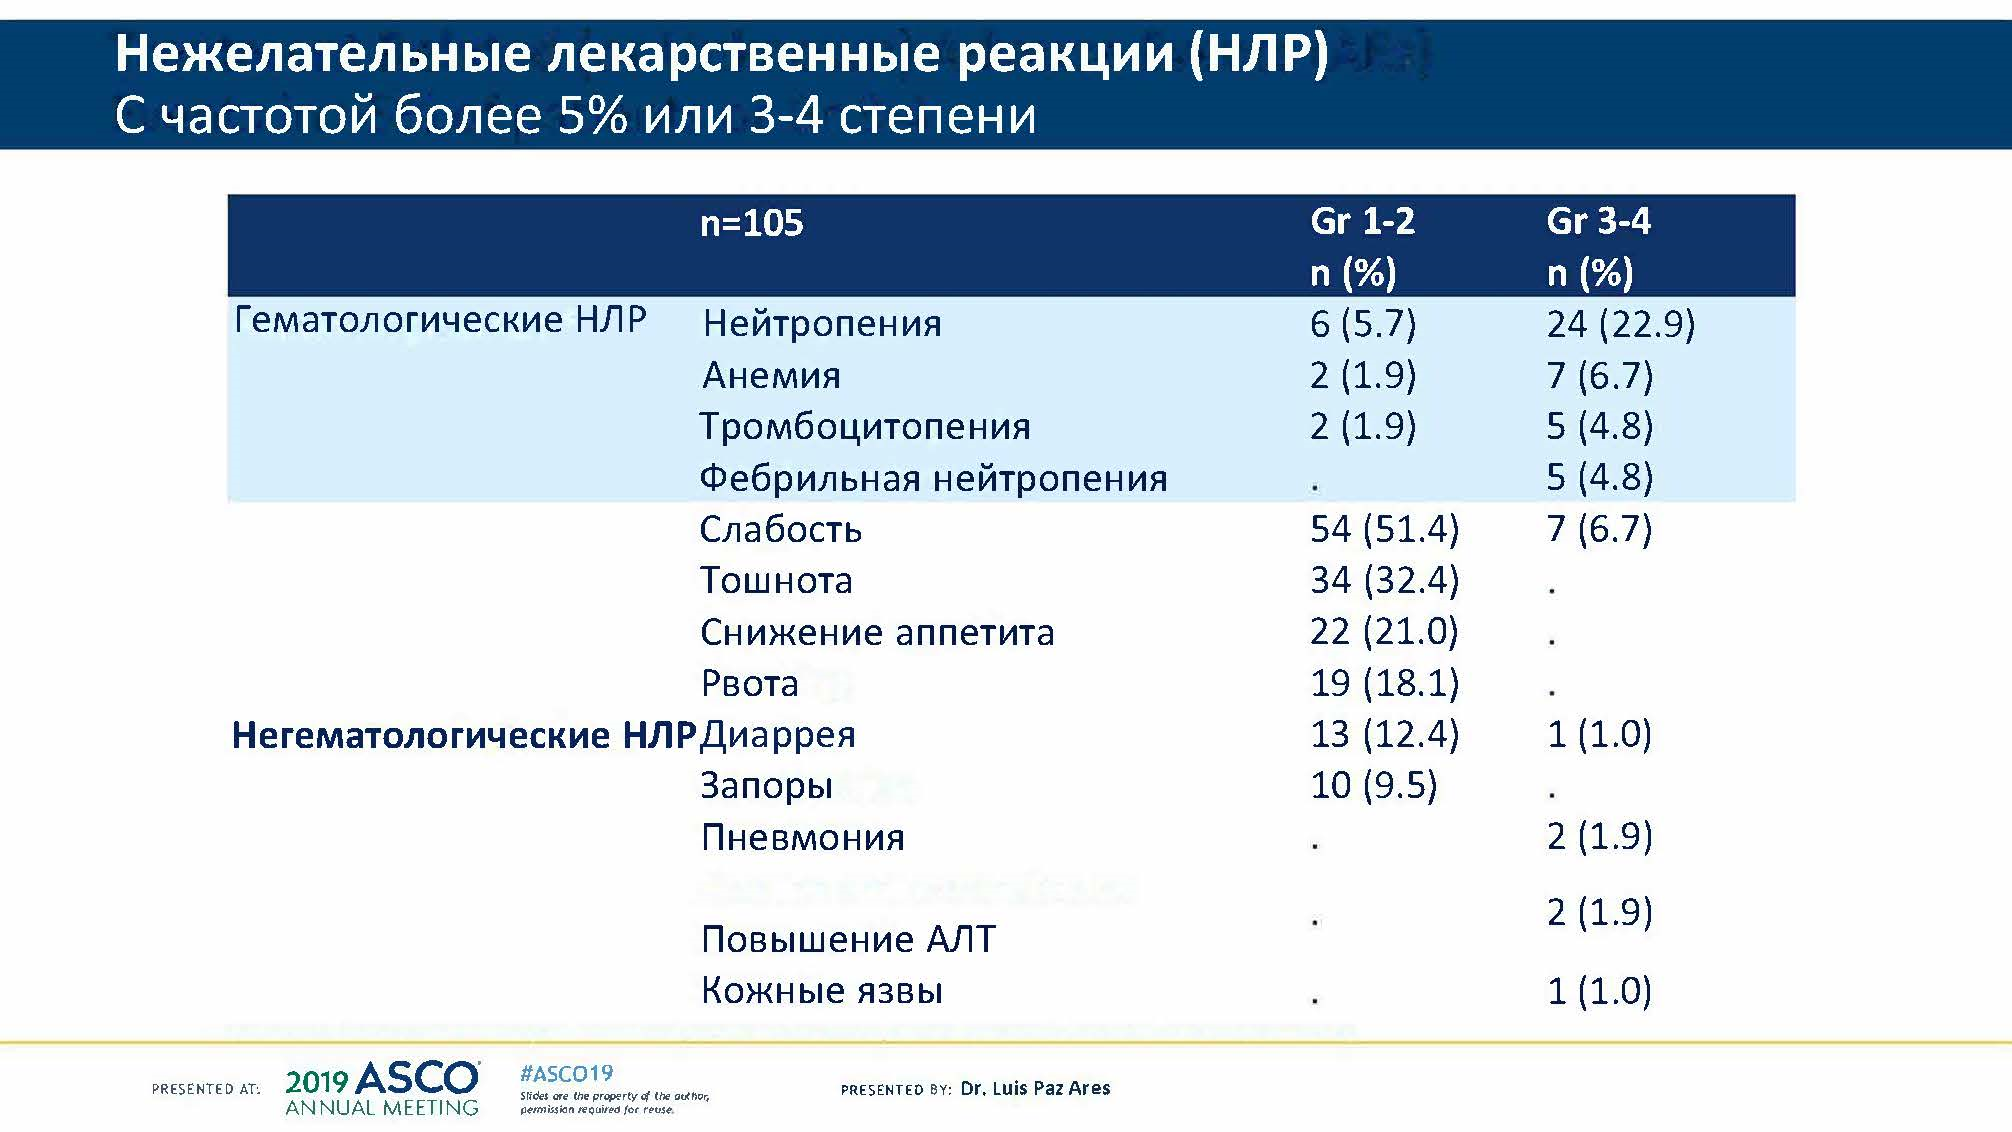 Нежелательные лекарственные реакции (НЛР)
С частотой более 5% или 3-4 степени
n=105 Gr 1-2 Gr 3-4
n (%) n (%)
Гематологические НЛР Нейтропения 6 (5.7) 24 (22.9)
Анемия 2 (1.9) 7 (6.7)
Тромбоцитопения 2 (1.9) 5 (4.8)
Фебрильная нейтропения . 5 (4.8)
Слабость 54 (51.4) 7 (6.7)
Тошнота 34 (32.4) .
Снижение аппетита 22 (21.0) .
Рвота 19 (18.1) .
Негематологические НЛР Диаррея 13 (12.4) 1 (1.0)
Запоры 10 (9.5) .
Пневмония . 2 (1.9)
Повышение АЛТ . 2 (1.9)
Кожные язвы . 1 (1.0)
PRESENTED AT: 2019 ASCO
ANNUAL MEETING
#ASCO19
Slides are the property of the author,
permission required for reuse.
PRESENTED BY: Dr. Luis Paz Ares